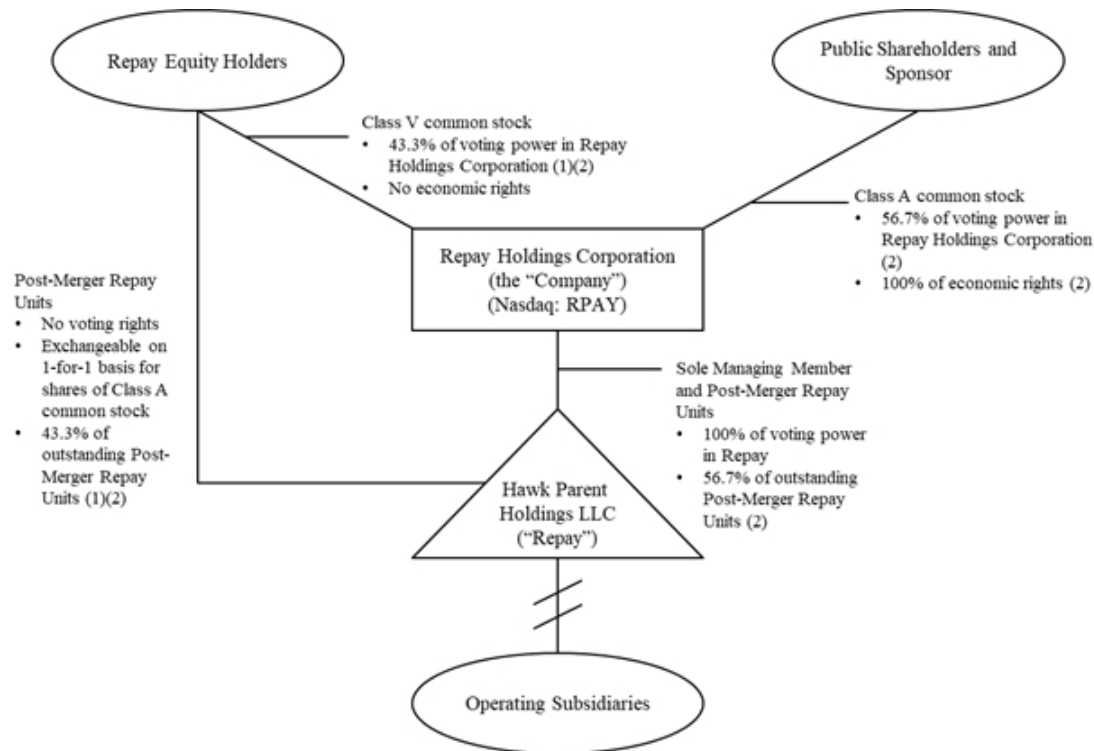 Repay Equity Holders
Public Shareholders and
Sponsor
Class V common stock
• 43.3% of voting power in Repay
Holdings Corporation (1)(2)
• No economic rights
Class A common stock
• 56.7% of voting power in
Repay Holdings Corporation
(2)
• 100% of economic rights (2)
Repay Holdings Corporation
(the “Company”)
(Nasdaq: RPAY)
Post-Merger Repay
Units
• No voting rights
• Exchangeable on
1-for-1 basis for
shares of Class A
common stock
• 43.3% of
outstanding Post-
Merger Repay
Units (1)(2)
Sole Managing Member
and Post-Merger Repay
Units
• 100% of voting power
in Repay
• 56.7% of outstanding
Post-Merger Repay
Units (2)
Hawk Parent
Holdings LLC
(“Repay”)
Operating Subsidiaries